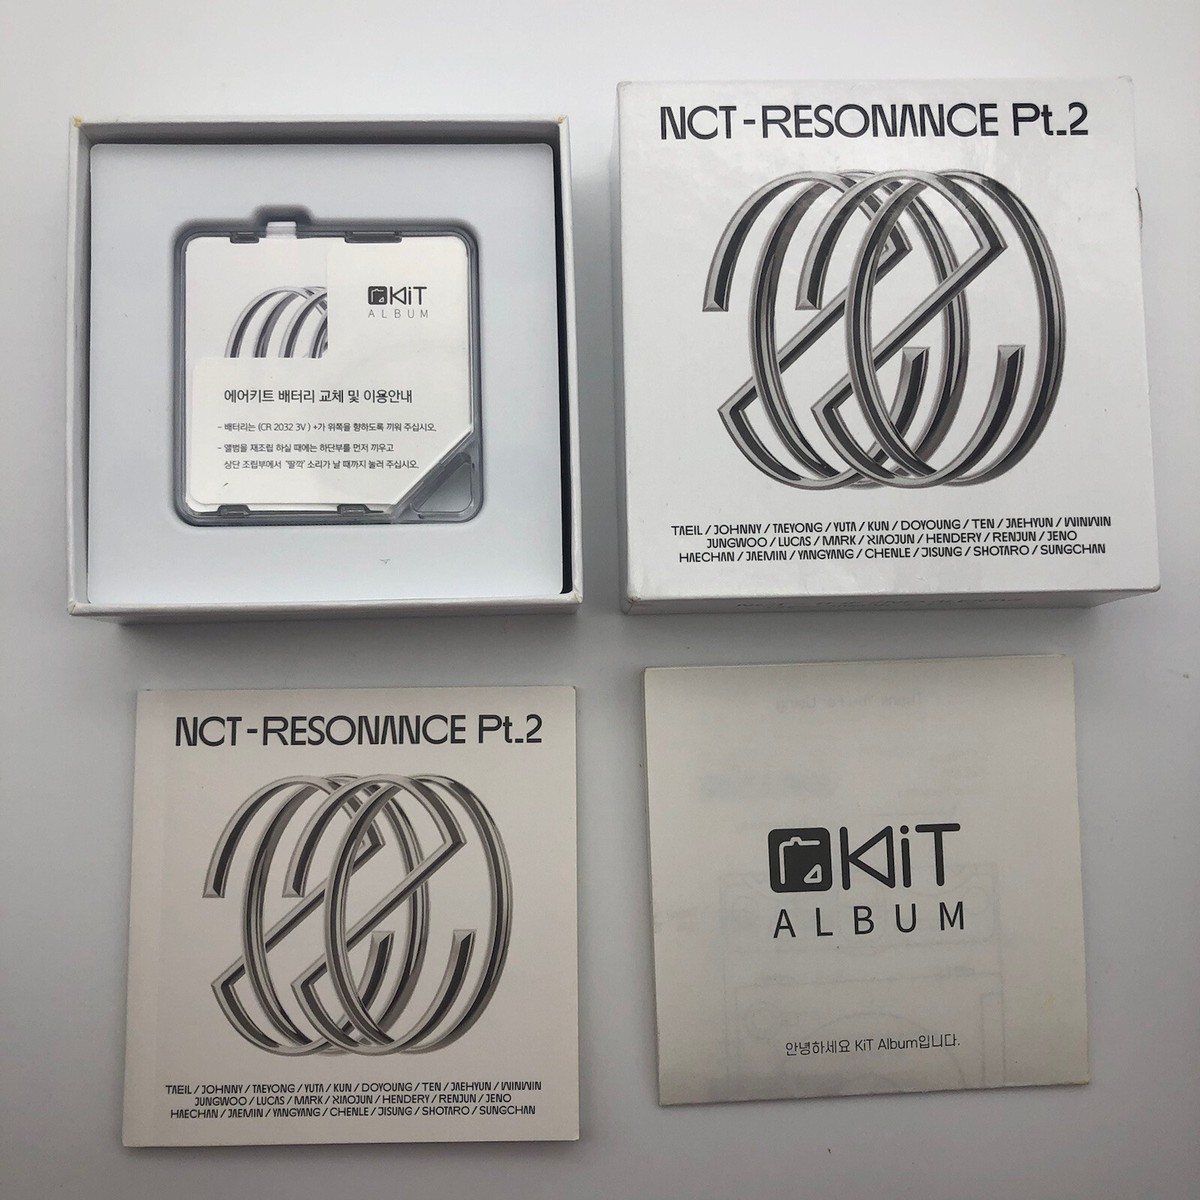 KiT
ALBUM
에어키트 배터리 교체 및 이용안내
- 배터리는 (CR 2032 3V ) +가 위쪽을 향하도록 끼워 주십시오.
- 앨범을 재조립 하실 때에는 하단부를 먼저 끼우고
상단 조립부에서 '딸깍' 소리가 날 때까지 눌러 주십시오.
NCT-RESONANCE Pt_2
TAEIL / JOHNNY / TAEYONG / YUTA / KUN / DOYOUNG / TEN / JAEHYUN / WINWIN
JUNGWOO / LUCAS / MARK / XIAOJUN / HENDERY / RENJUN / JENO
HAECHAN / JAEMIN / YANGYANG / CHENLE / JISUNG / SHOTARO / SUNGCHAN
NCT-RESONANCE Pt_2
TAEIL / JOHNNY / TAEYONG / YUTA / KUN / DOYOUNG / TEN / JAEHYUN / WINWIN
JUNGWOO / LUCAS / MARK / XIAOJUN / HENDERY / RENJUN / JENO
HAECHAN / JAEMIN / YANGYANG / CHENLE / JISUNG / SHOTARO / SUNGCHAN
KiT
ALBUM
안녕하세요 KiT Album입니다.